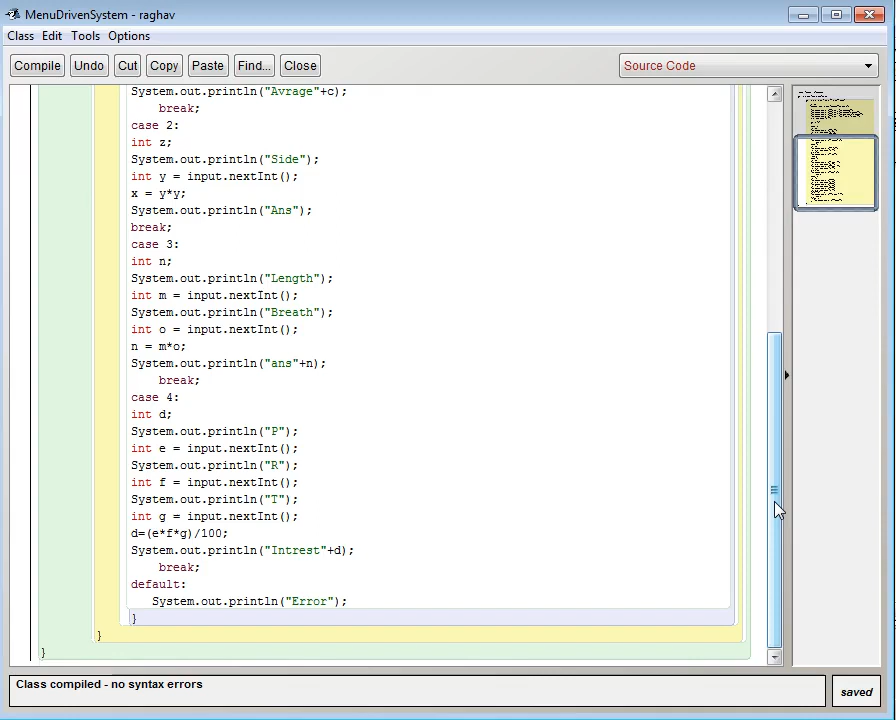 MenuDrivenSystem - raghav
Class Edit Tools Options
Compile Undo Cut Copy Paste Find... Close Source Code
System.out.println("Avrage"+c);
break;
case 2:
int z;
System.out.println("Side");
int y = input.nextInt();
x = y*y;
System.out.println("Ans");
break;
case 3:
int n;
System.out.println("Length");
int m = input.nextInt();
System.out.println("Breath");
int o = input.nextInt();
n = m*o;
System.out.println("ans"+n);
break;
case 4:
int d;
System.out.println("P");
int e = input.nextInt();
System.out.println("R");
int f = input.nextInt();
System.out.println("T");
int g = input.nextInt();
d=(e*f*g)/100;
System.out.println("Intrest"+d);
break;
default:
System.out.println("Error");
}
}
}
Class compiled - no syntax errors
saved